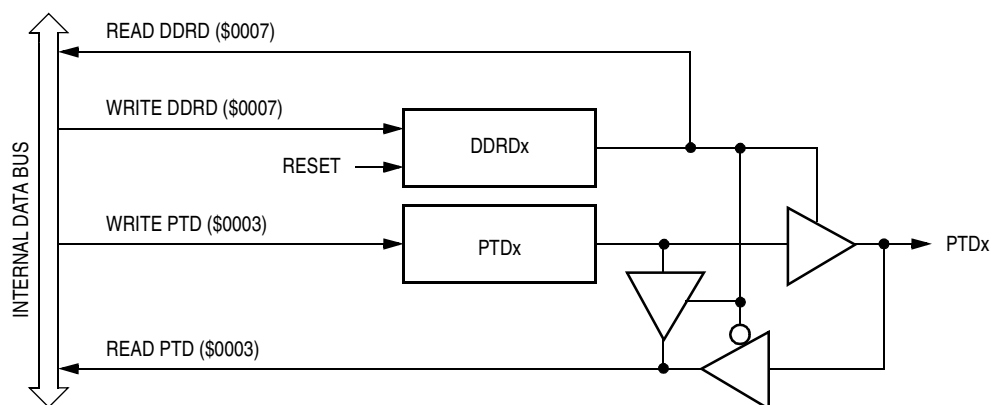 READ DDRD ($0007)
WRITE DDRD ($0007)
DDRDx
RESET
INTERNAL DATA BUS
WRITE PTD ($0003)
PTDx
PTDx
READ PTD ($0003)